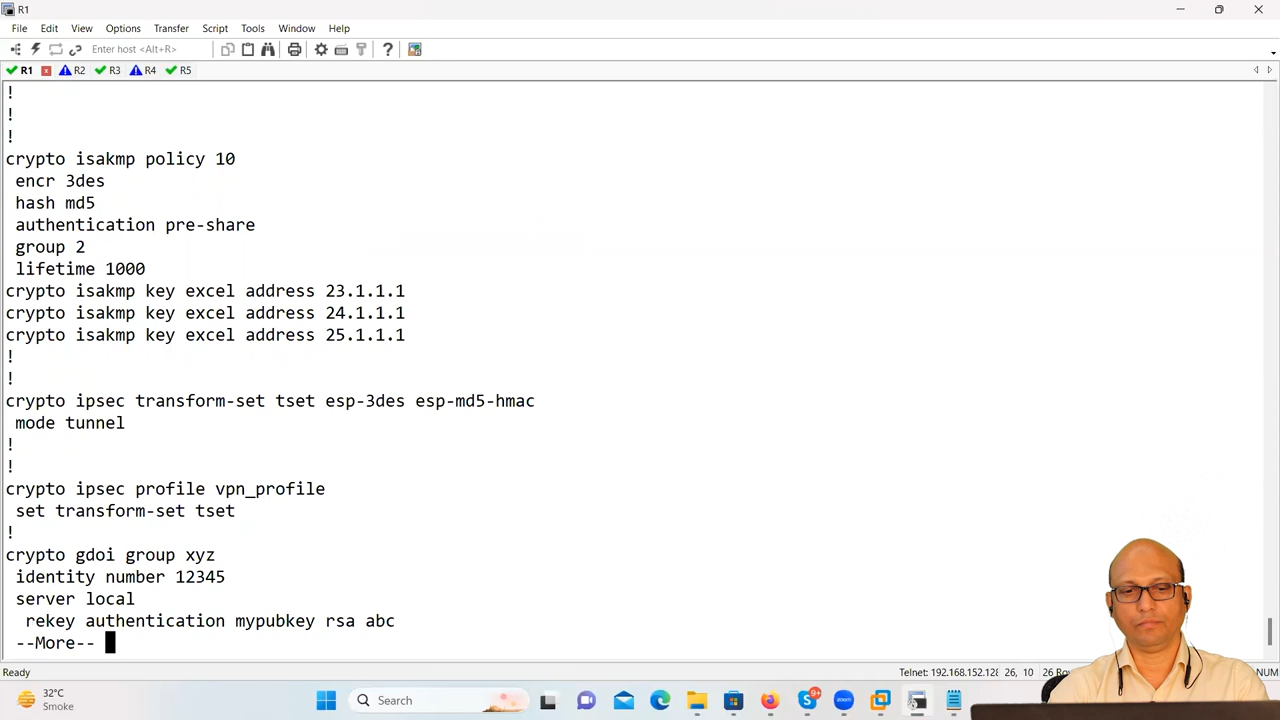 R1
File Edit View Options Transfer Script Tools Window Help
Enter host <Alt+R>
R1 R2 R3 R4 R5
!
!
!
crypto isakmp policy 10
 encr 3des
 hash md5
 authentication pre-share
 group 2
 lifetime 1000
crypto isakmp key excel address 23.1.1.1
crypto isakmp key excel address 24.1.1.1
crypto isakmp key excel address 25.1.1.1
!
!
crypto ipsec transform-set tset esp-3des esp-md5-hmac
 mode tunnel
!
!
crypto ipsec profile vpn_profile
 set transform-set tset
!
crypto gdoi group xyz
 identity number 12345
 server local
  rekey authentication mypubkey rsa abc
 --More--
Ready Telnet: 192.168.152.128 26, 10 26 Ro NUM
32°C
Smoke
Search
9+
zoom